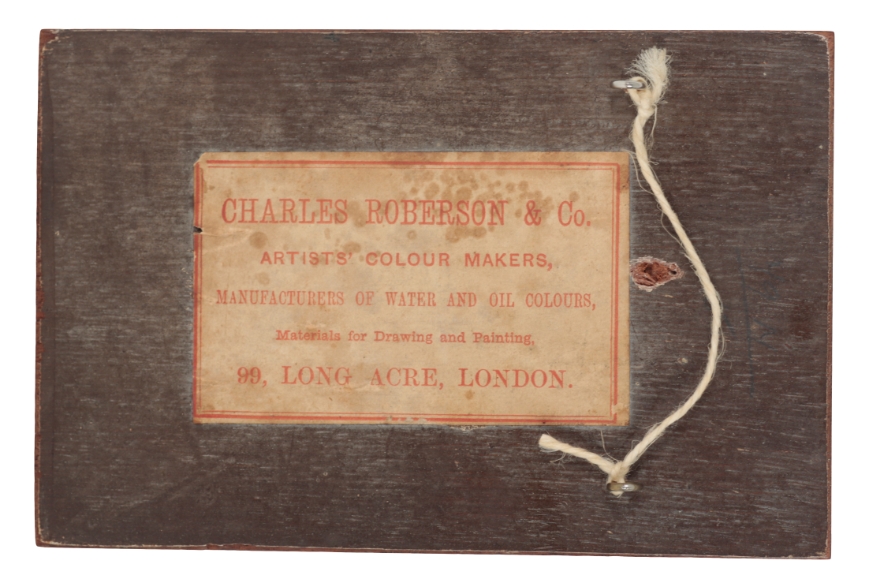 CHARLES ROBERSON & Co.
ARTISTS' COLOUR MAKERS,
MANUFACTURERS OF WATER AND OIL COLOURS,
Materials for Drawing and Painting,
99, LONG ACRE, LONDON.